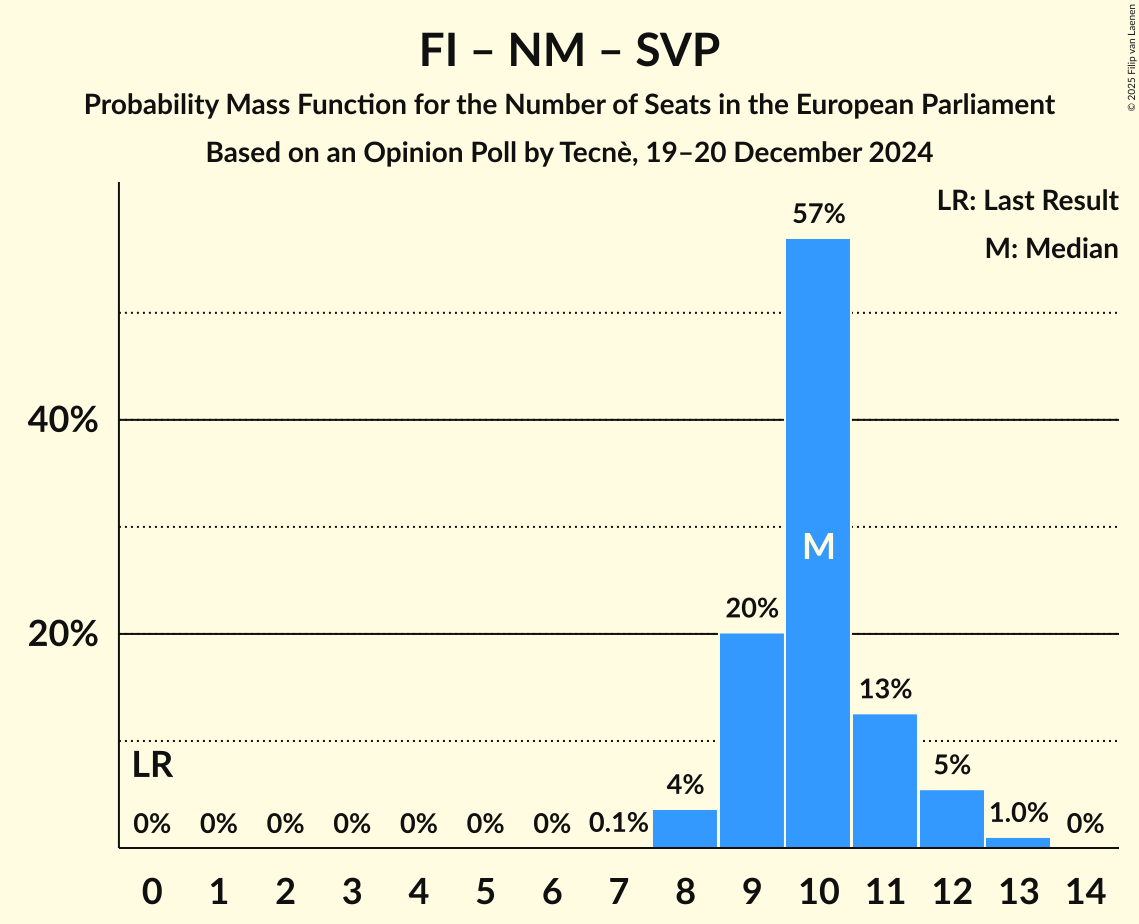 FI – NM – SVP
Probability Mass Function for the Number of Seats in the European Parliament
Based on an Opinion Poll by Tecnè, 19–20 December 2024
© 2025 Filip van Laenen
LR: Last Result
M: Median
57%
40%
M
20%
20%
13%
LR
5%
4%
0% 0% 0% 0% 0% 0% 0% 0.1% 1.0% 0%
0 1 2 3 4 5 6 7 8 9 10 11 12 13 14